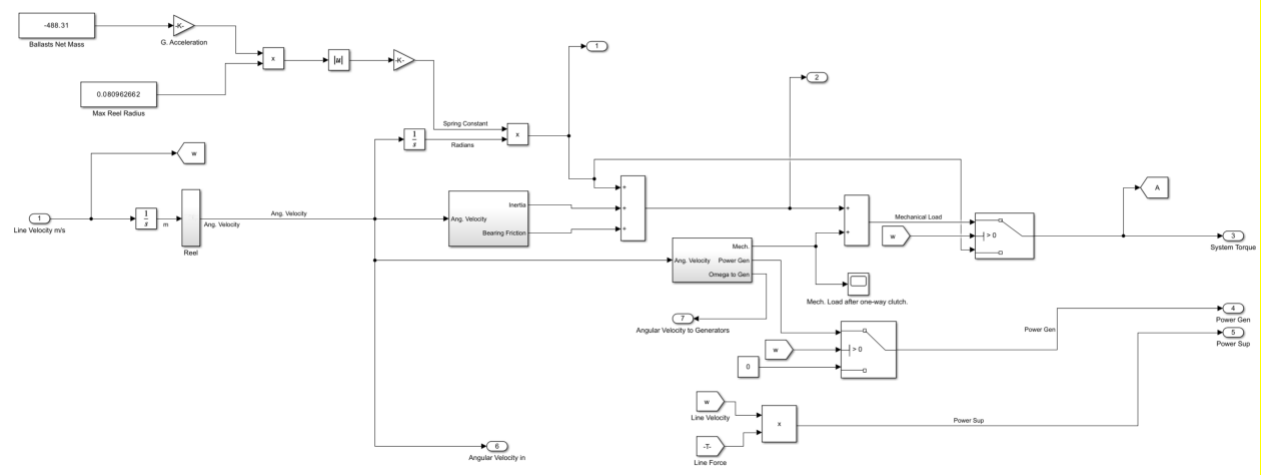 -488.31
-K-
Ballasts Net Mass
G. Acceleration
x
|u|
-K-
1
2
0.080962662
Max Reel Radius
Spring Constant
1
s
Radians
x
w
A
1
Line Velocity m/s
1
s
m
Reel
Ang. Velocity
Ang. Velocity
Ang. Velocity
Inertia
Bearing Friction
+
+
+
+
+
Mechanical Load
w
> 0
3
System Torque
Ang. Velocity
Mech.
Power Gen
Omega to Gen
Mech. Load after one-way clutch.
7
Angular Velocity to Generators
w
> 0
0
Power Gen
4
Power Gen
5
Power Sup
w
Line Velocity
x
Power Sup
-T-
Line Force
6
Angular Velocity in